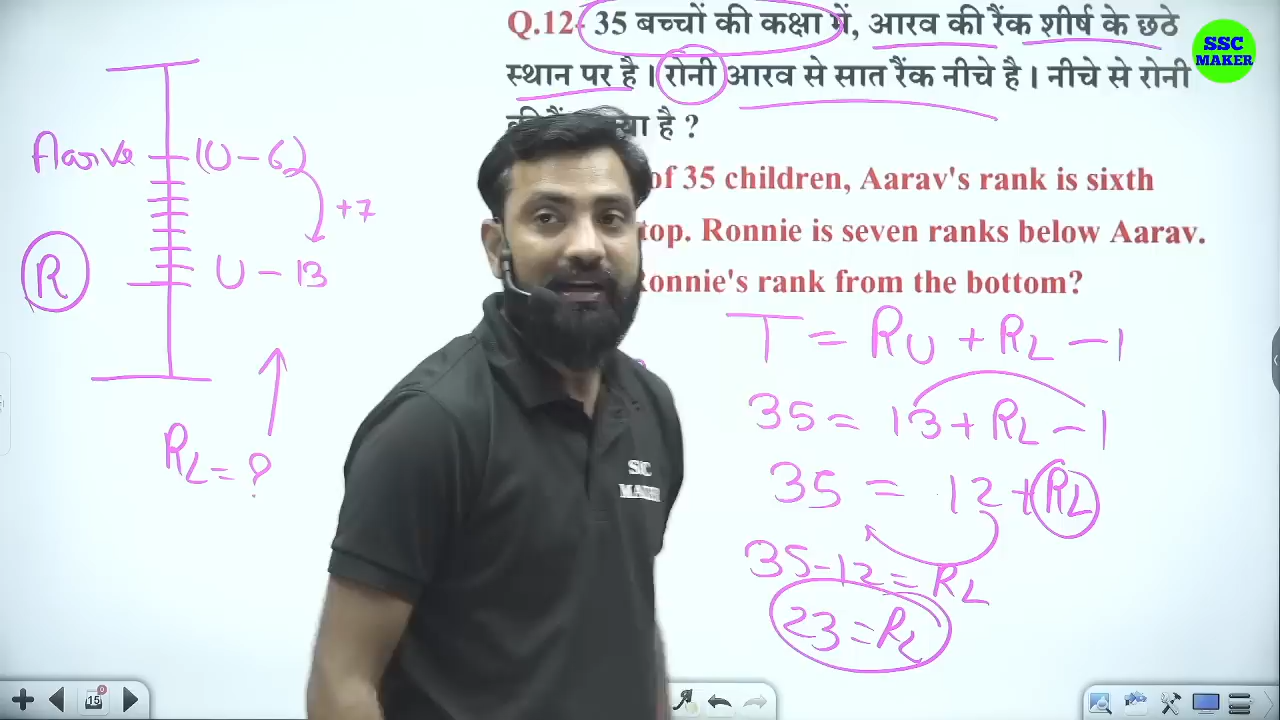 Q.12- 35 बच्चों की कक्षा में, आरव की रैंक शीर्ष के छठे
स्थान पर है। रोनी आरव से सात रैंक नीचे है। नीचे से रोनी
है ?
of 35 children, Aarav's rank is sixth
top. Ronnie is seven ranks below Aarav.
Ronnie's rank from the bottom?
SSC
MAKER
Aarve
(U-6)
+7
R
U-13
RL=?
T = RU + RL - 1
35 = 13 + RL - 1
35 = 12 + RL
35-12 = RL
23 = RL
15